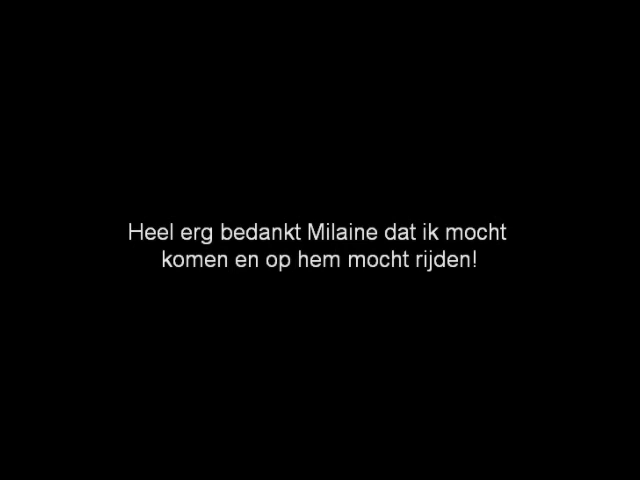 Heel erg bedankt Milaine dat ik mocht
komen en op hem mocht rijden!